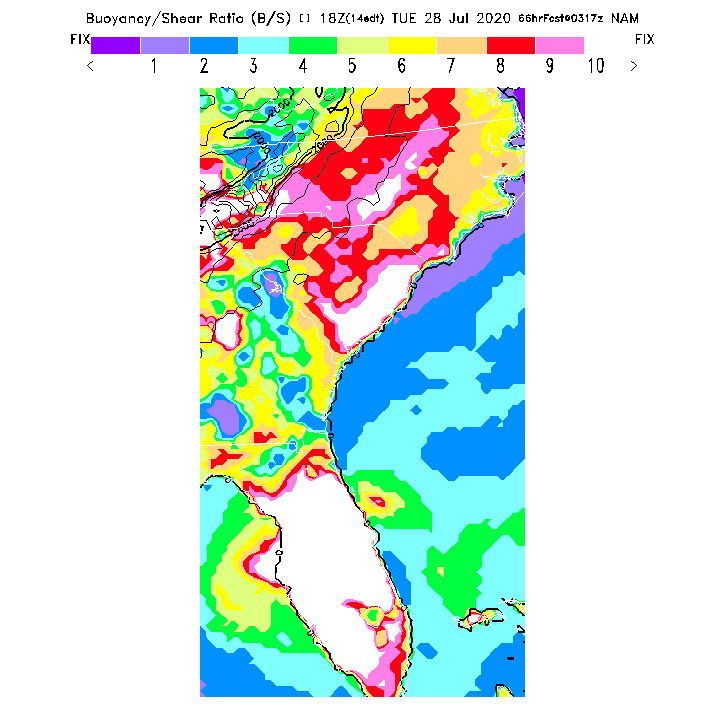 Buoyancy/Shear Ratio (B/S) [] 18Z(14edt) TUE 28 Jul 2020 66hrFcst@0317z NAM
FIX FIX
< 1 2 3 4 5 6 7 8 9 10 >
2000